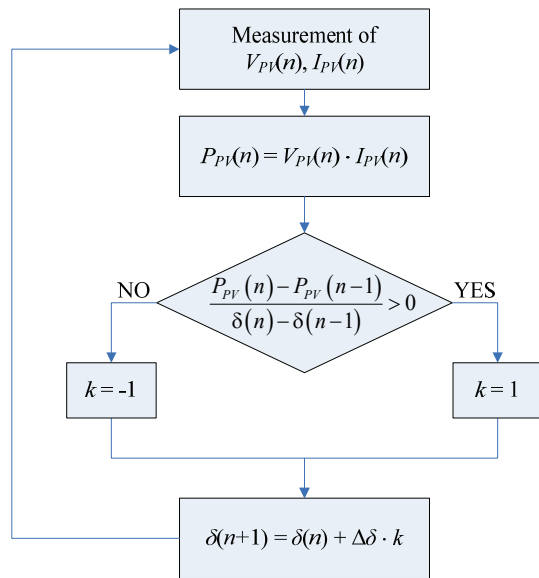 Measurement of
V_PV(n), I_PV(n)
P_PV(n) = V_PV(n) · I_PV(n)
NO
(P_PV(n) − P_PV(n−1)) / (δ(n) − δ(n−1)) > 0
YES
k = -1
k = 1
δ(n+1) = δ(n) + Δδ · k